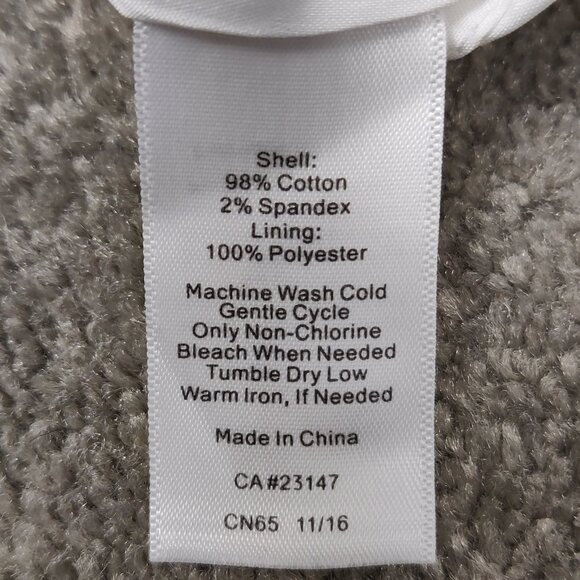 Shell:
98% Cotton
2% Spandex
Lining:
100% Polyester
Machine Wash Cold
Gentle Cycle
Only Non-Chlorine
Bleach When Needed
Tumble Dry Low
Warm Iron, If Needed
Made In China
CA#23147
CN65 11/16